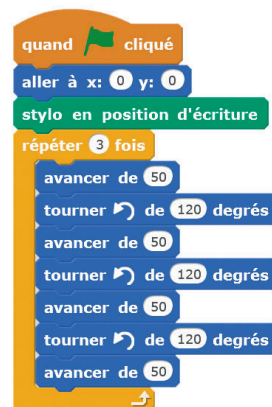 quand cliqué
aller à x: 0 y: 0
stylo en position d'écriture
répéter 3 fois
avancer de 50
tourner de 120 degrés
avancer de 50
tourner de 120 degrés
avancer de 50
tourner de 120 degrés
avancer de 50